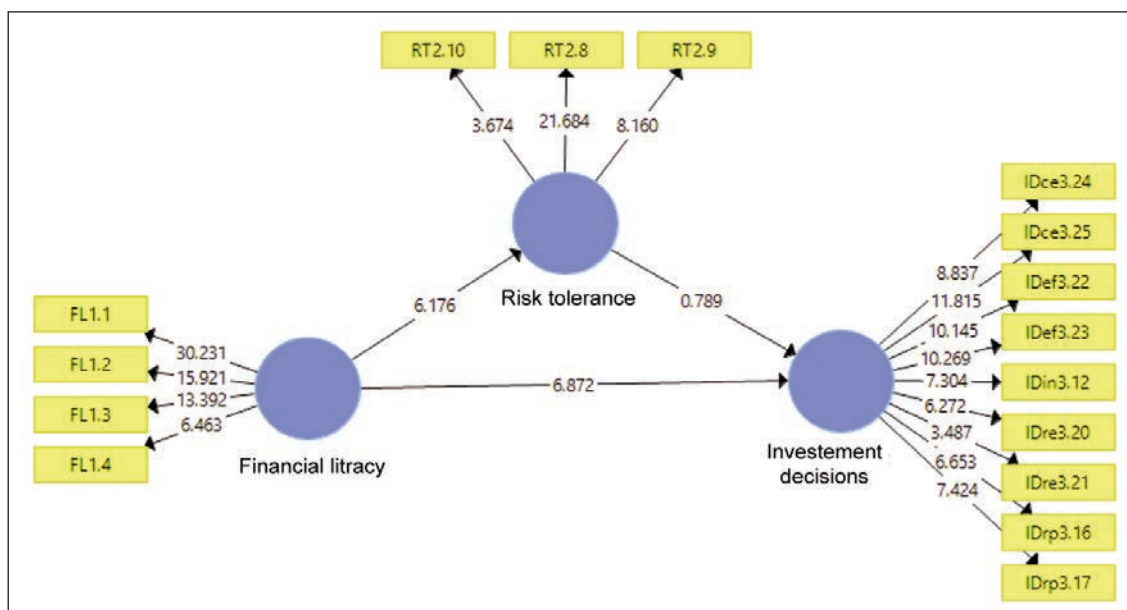 RT2.10 RT2.8 RT2.9
3.674 21.684 8.160
Risk tolerance
6.176 0.789
6.872
FL1.1
FL1.2
FL1.3
FL1.4
30.231
15.921
13.392
6.463
Financial litracy
Investement
decisions
8.837
11.815
10.145
10.269
7.304
6.272
3.487
6.653
7.424
IDce3.24
IDce3.25
IDef3.22
IDef3.23
IDin3.12
IDre3.20
IDre3.21
IDrp3.16
IDrp3.17